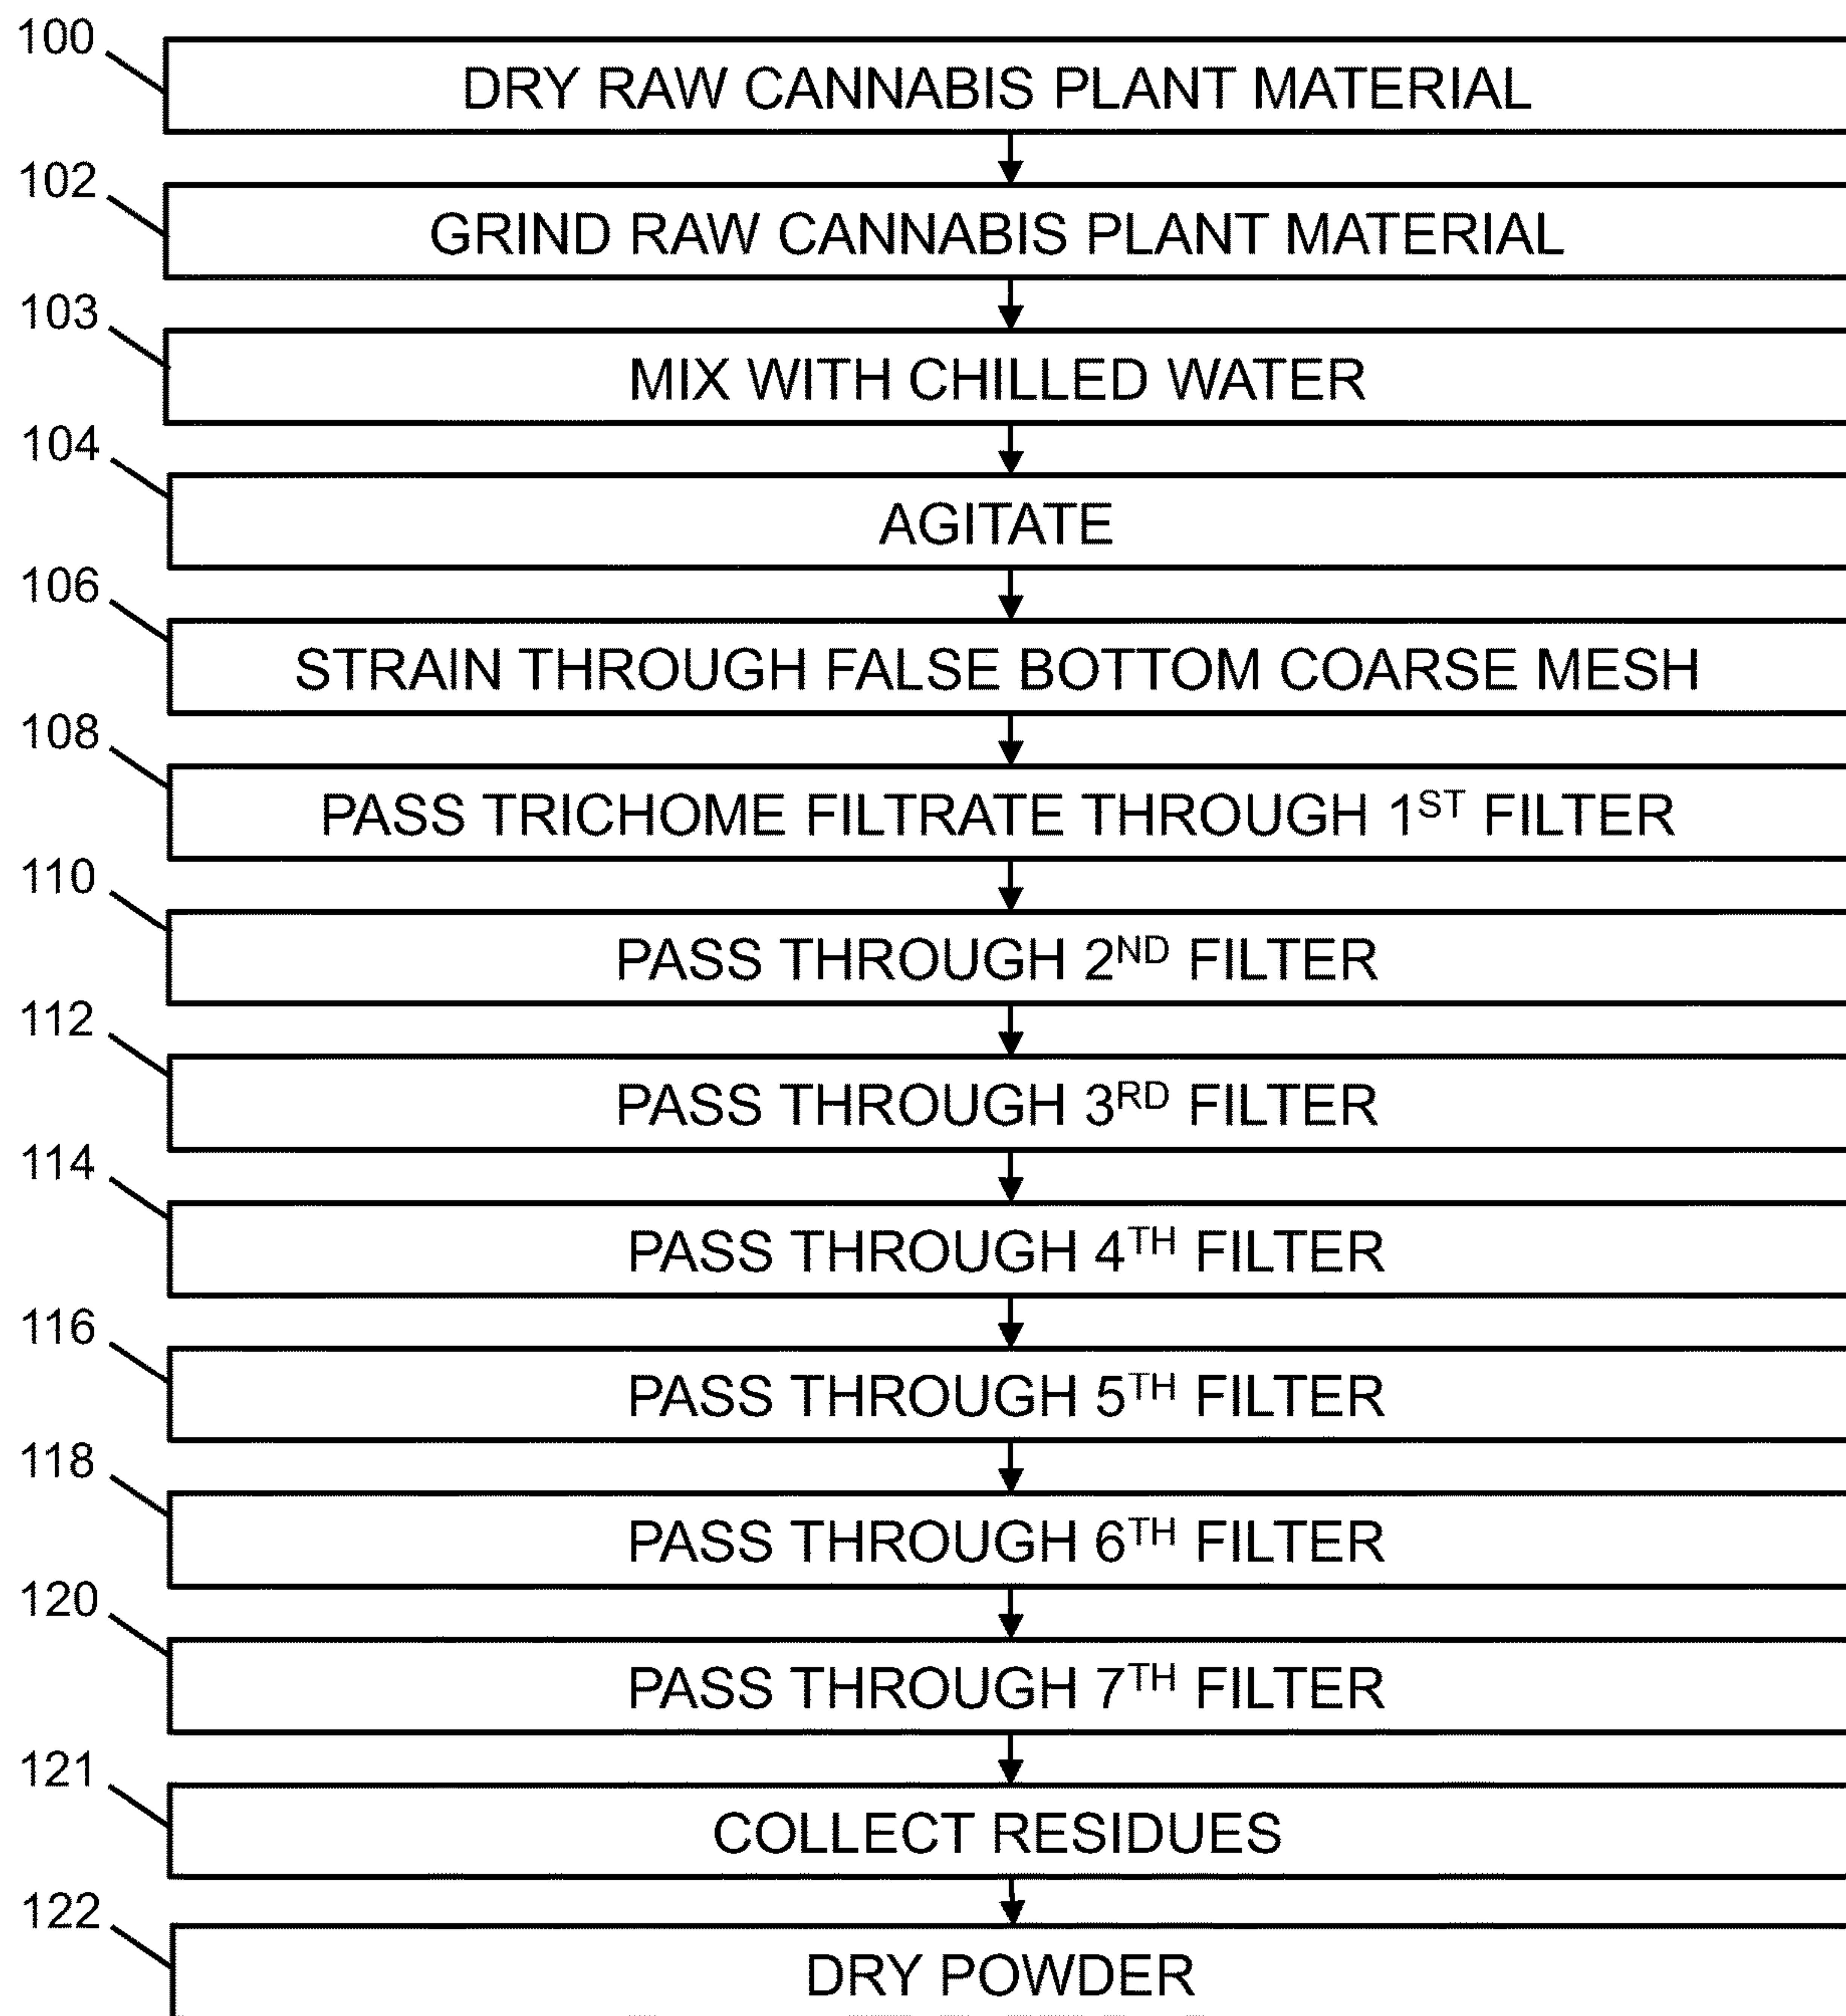 100
DRY RAW CANNABIS PLANT MATERIAL
102
GRIND RAW CANNABIS PLANT MATERIAL
103
MIX WITH CHILLED WATER
104
AGITATE
106
STRAIN THROUGH FALSE BOTTOM COARSE MESH
108
PASS TRICHOME FILTRATE THROUGH 1ST FILTER
110
PASS THROUGH 2ND FILTER
112
PASS THROUGH 3RD FILTER
114
PASS THROUGH 4TH FILTER
116
PASS THROUGH 5TH FILTER
118
PASS THROUGH 6TH FILTER
120
PASS THROUGH 7TH FILTER
121
COLLECT RESIDUES
122
DRY POWDER